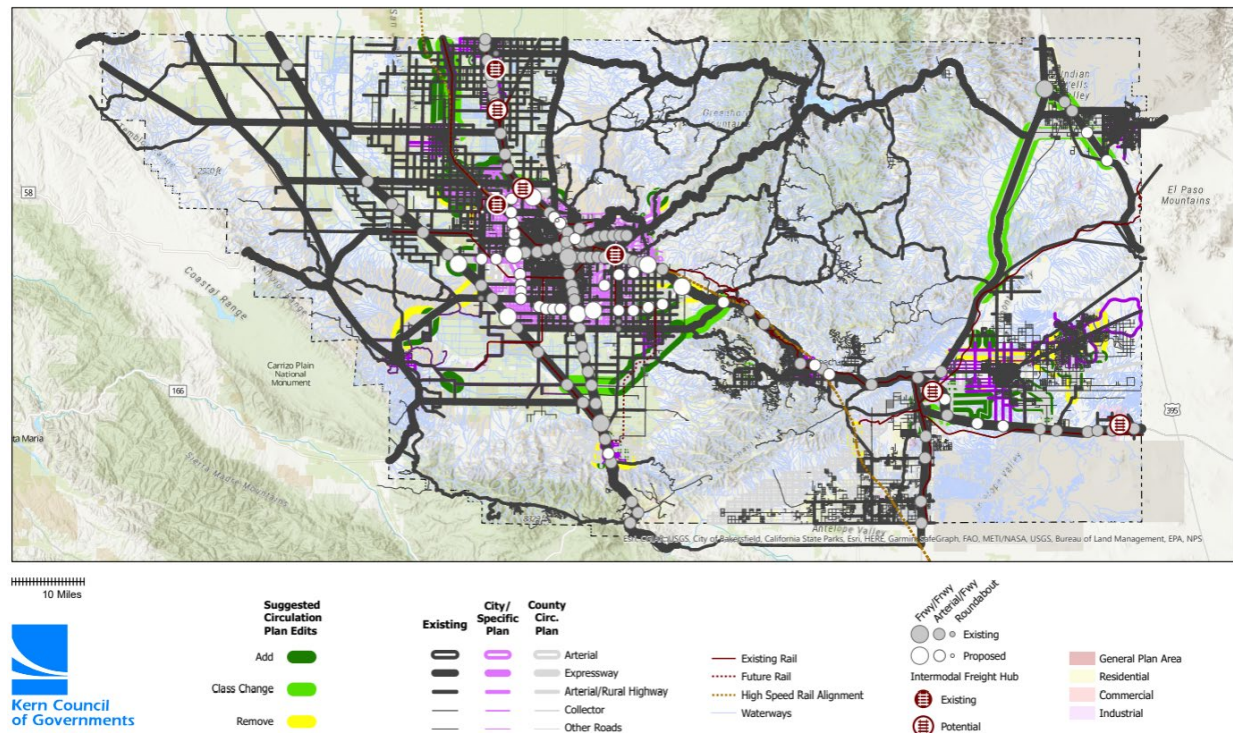 Indian
Wells
Valley
Greenhorn
Mountains
58
El Paso
Mountains
Coastal
Range
Carrizo Plain
National
Monument
166
395
Sierra Madre Mountains
Antelope Valley
Esri, CGIAR, USGS, City of Bakersfield, California State Parks, Esri, HERE, Garmin, SafeGraph, FAO, METI/NASA, USGS, Bureau of Land Management, EPA, NPS
10 Miles
Kern Council
of Governments
Suggested
Circulation
Plan Edits
Add
Class Change
Remove
Existing
City/
Specific
Plan
County
Circ.
Plan
Arterial
Expressway
Arterial/Rural Highway
Collector
Other Roads
Existing Rail
Future Rail
High Speed Rail Alignment
Waterways
Frwy/Frwy
Arterial/Fwy
Roundabout
Existing
Proposed
Intermodal Freight Hub
Existing
Potential
General Plan Area
Residential
Commercial
Industrial